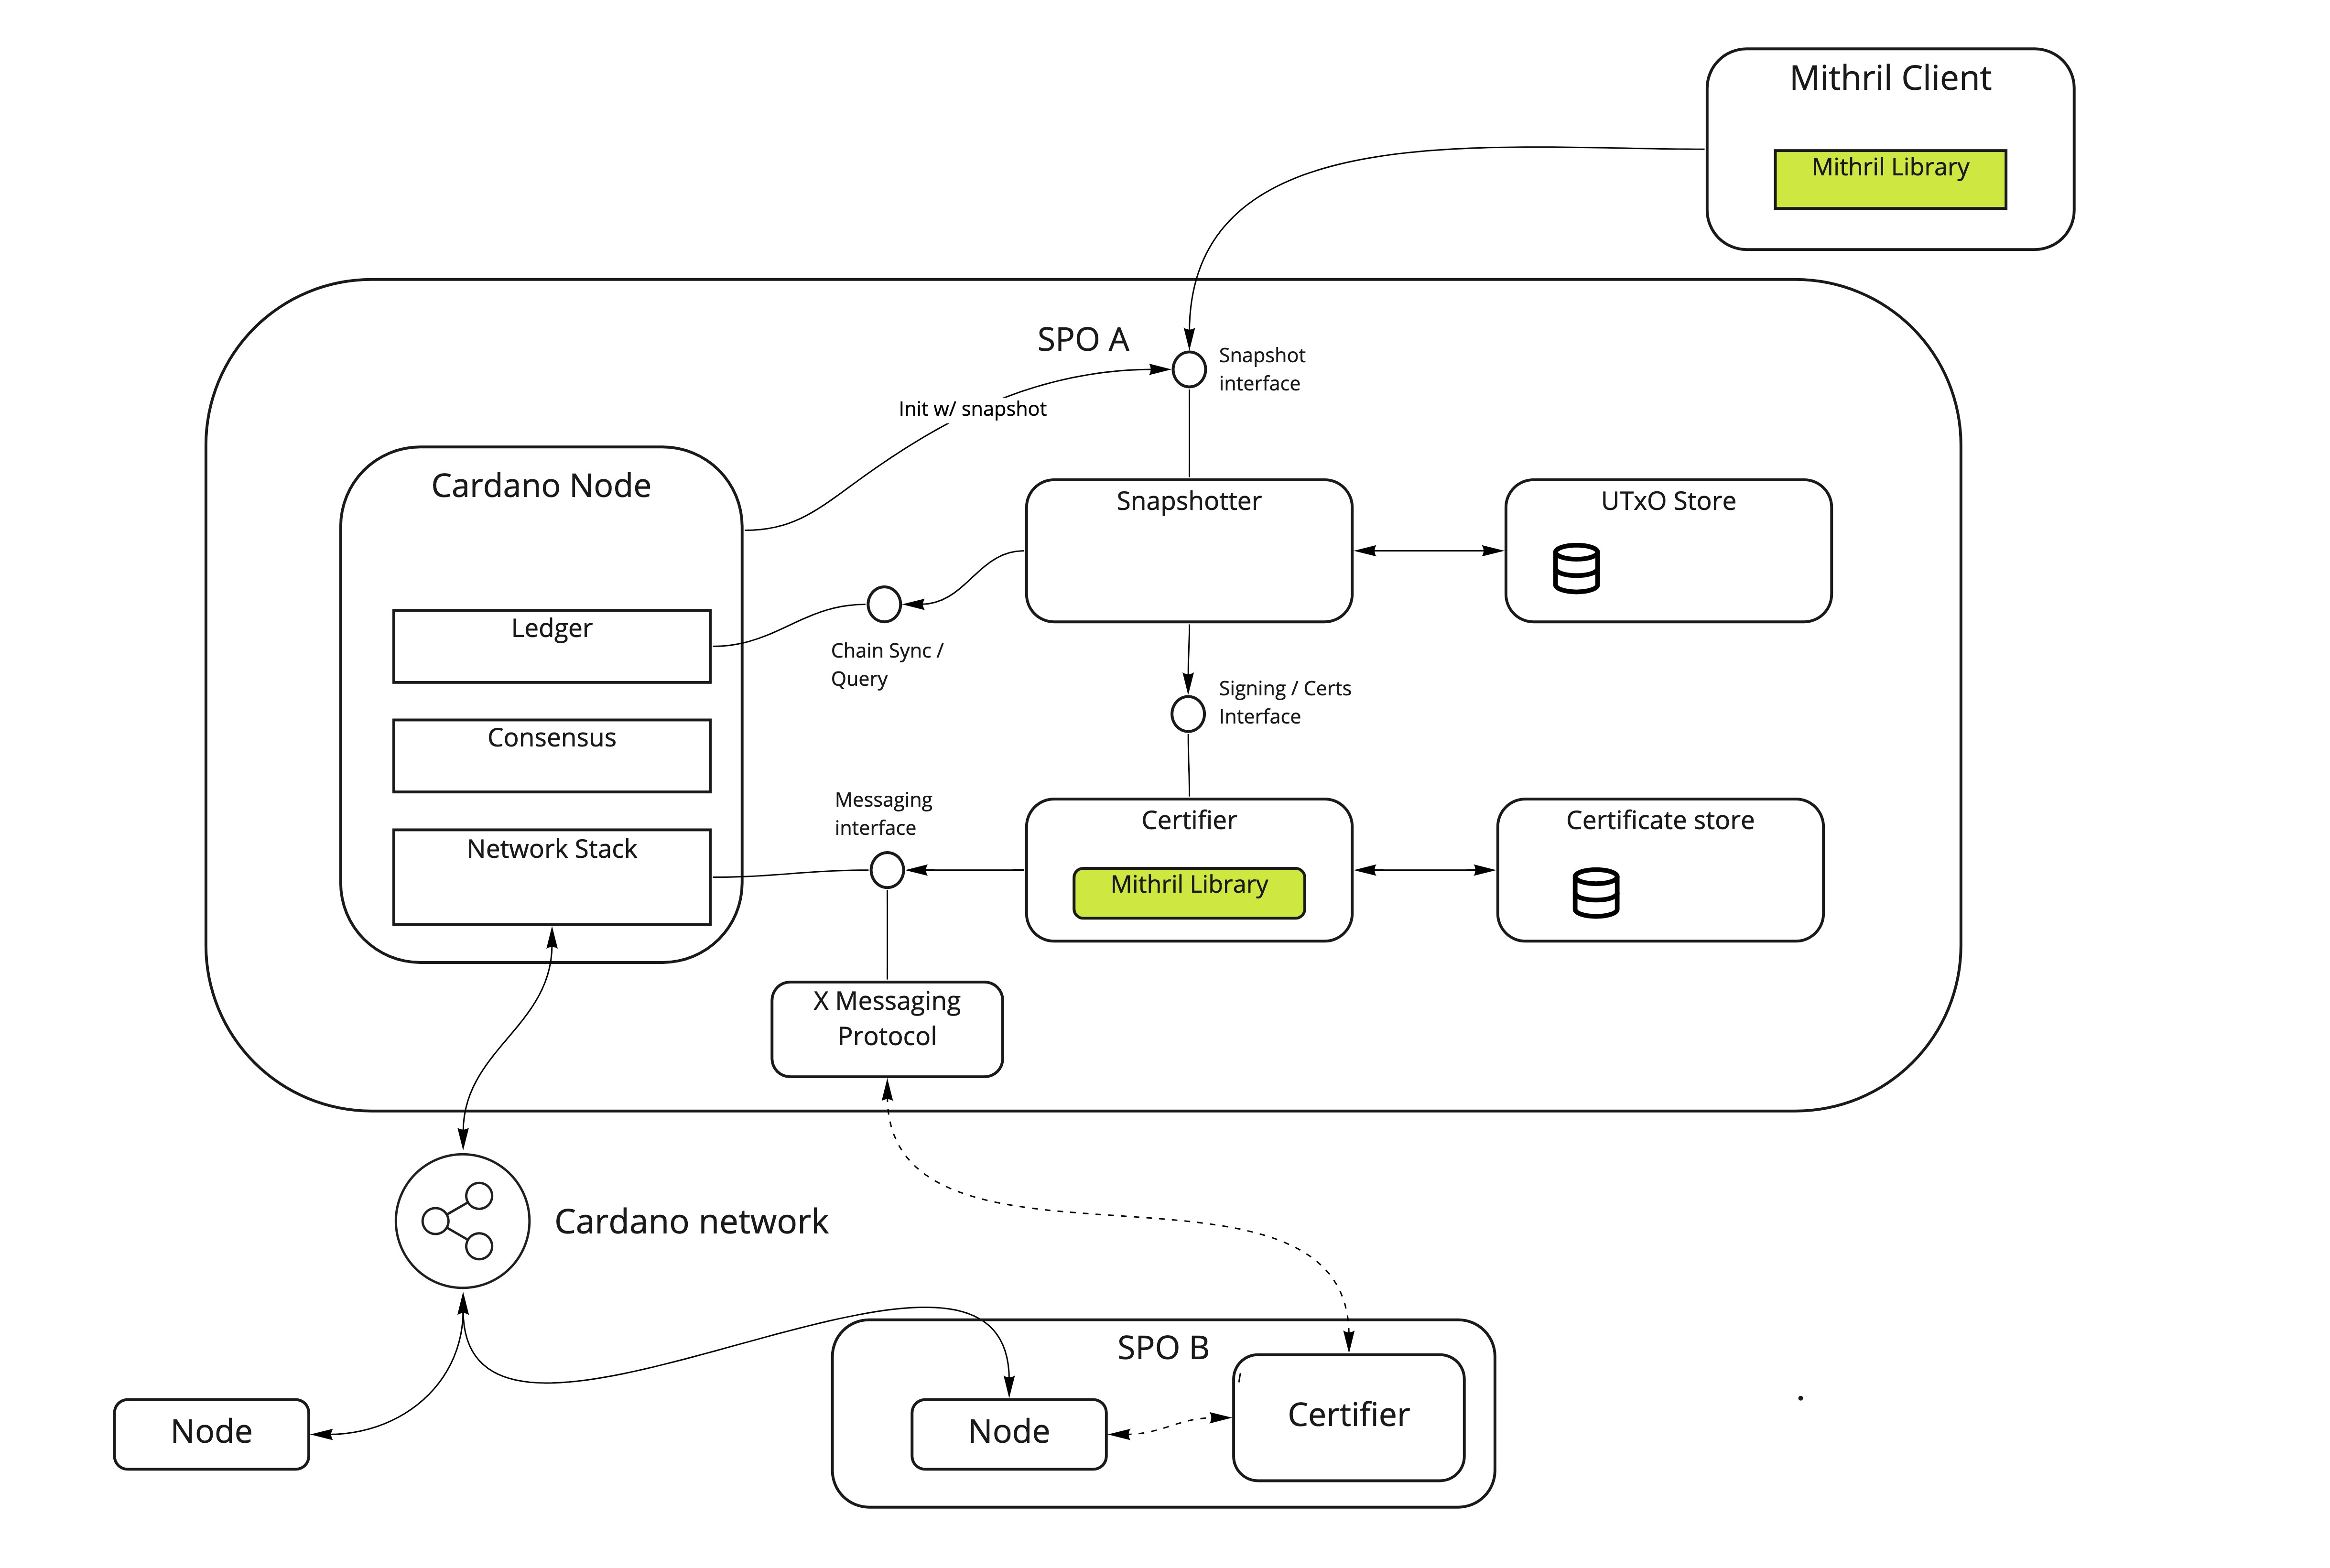 Mithril Client
Mithril Library
SPO A
Snapshot
interface
Init w/ snapshot
Cardano Node
Snapshotter
UTxO Store
Ledger
Chain Sync /
Query
Signing / Certs
Interface
Consensus
Messaging
interface
Certifier
Certificate store
Network Stack
Mithril Library
X Messaging
Protocol
Cardano network
SPO B
Node
Node
Certifier